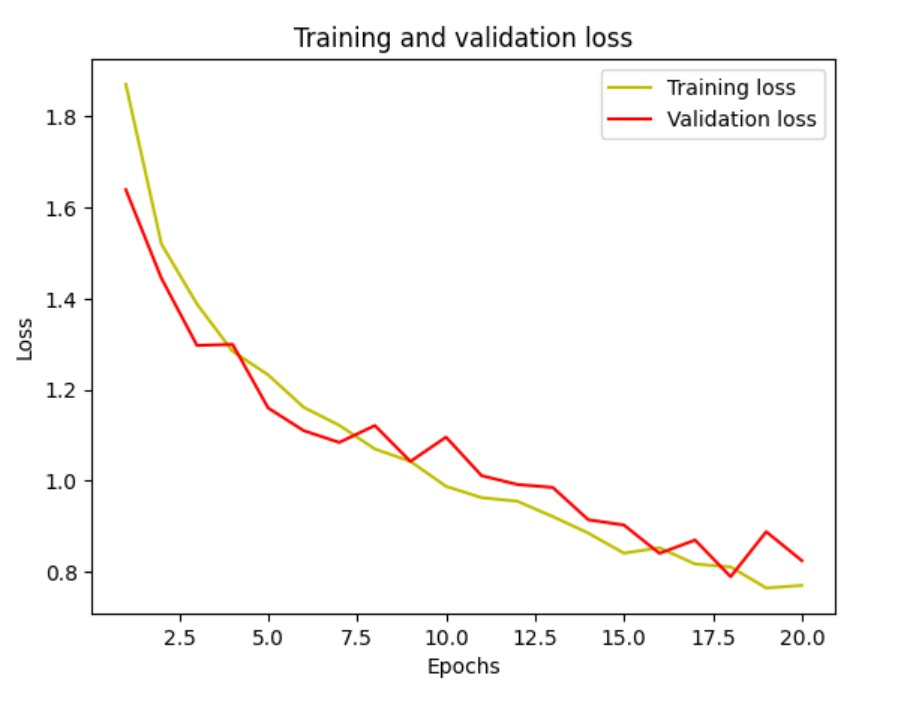 Training and validation loss
Training loss
Validation loss
1.8
1.6
1.4
1.2
1.0
0.8
Loss
2.5 5.0 7.5 10.0 12.5 15.0 17.5 20.0
Epochs